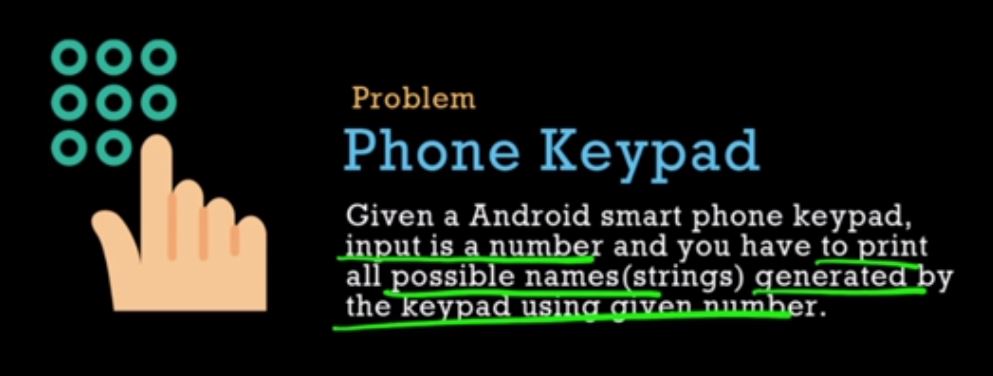 Problem
Phone Keypad
Given a Android smart phone keypad,
input is a number and you have to print
all possible names(strings) generated by
the keypad using given number.